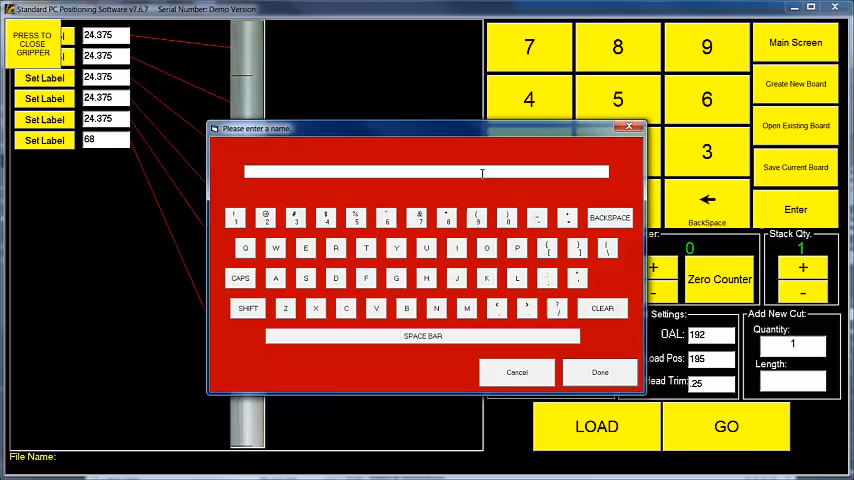 Standard PC Positioning Software v7.6.7 Serial Number: Demo Version
PRESS TO
CLOSE
GRIPPER
24.375
24.375
Set Label 24.375
Set Label 24.375
Set Label 24.375
Set Label 68
7 8 9
4 5 6
3
←
BackSpace
Main Screen
Create New Board
Open Existing Board
Save Current Board
Enter
Please enter a name.
! 1 @ 2 # 3 $ 4 % 5 ^ 6 & 7 * 8 ( 9 ) 0 BACKSPACE
Q W E R T Y U I O P { [ } ] | \
CAPS A S D F G H J K L
SHIFT Z X C V B N M < > ? / CLEAR
SPACE BAR
Cancel Done
0
+
-
Zero Counter
Stack Qty.
1
+
-
Settings:
OAL: 192
Load Pos: 195
Head Trim: .25
Add New Cut:
Quantity:
1
Length:
LOAD GO
File Name: